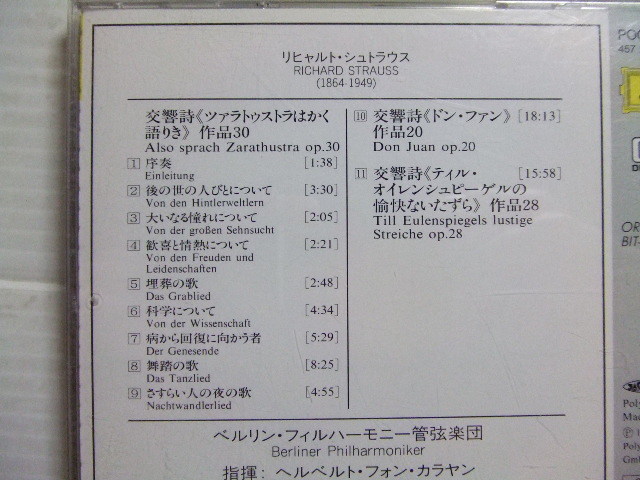 リヒャルト・シュトラウス
RICHARD STRAUSS
(1864-1949)
交響詩《ツァラトゥストラはかく
語りき》 作品30
Also sprach Zarathustra op.30
1 序奏 [1:38]
Einleitung
2 後の世の人びとについて [3:30]
Von den Hintlerweltlern
3 大いなる憧れについて [2:05]
Von der großen Sehnsucht
4 歓喜と情熱について [2:21]
Von den Freuden und
Leidenschaften
5 埋葬の歌 [2:48]
Das Grablied
6 科学について [4:34]
Von der Wissenschaft
7 病から回復に向かう者 [5:29]
Der Genesende
8 舞踏の歌 [8:25]
Das Tanzlied
9 さすらい人の夜の歌 [4:55]
Nachtwandlerlied
10 交響詩《ドン・ファン》 [18:13]
作品20
Don Juan op.20
11 交響詩《ティル・ [15:58]
オイレンシュピーゲルの
愉快ないたずら》 作品28
Till Eulenspiegels lustige
Streiche op.28
ベルリン・フィルハーモニー管弦楽団
Berliner Philharmoniker
指揮: ヘルベルト・フォン・カラヤン
POC
457
OR
BIT-
Poly
Mad
Poly
Gmb